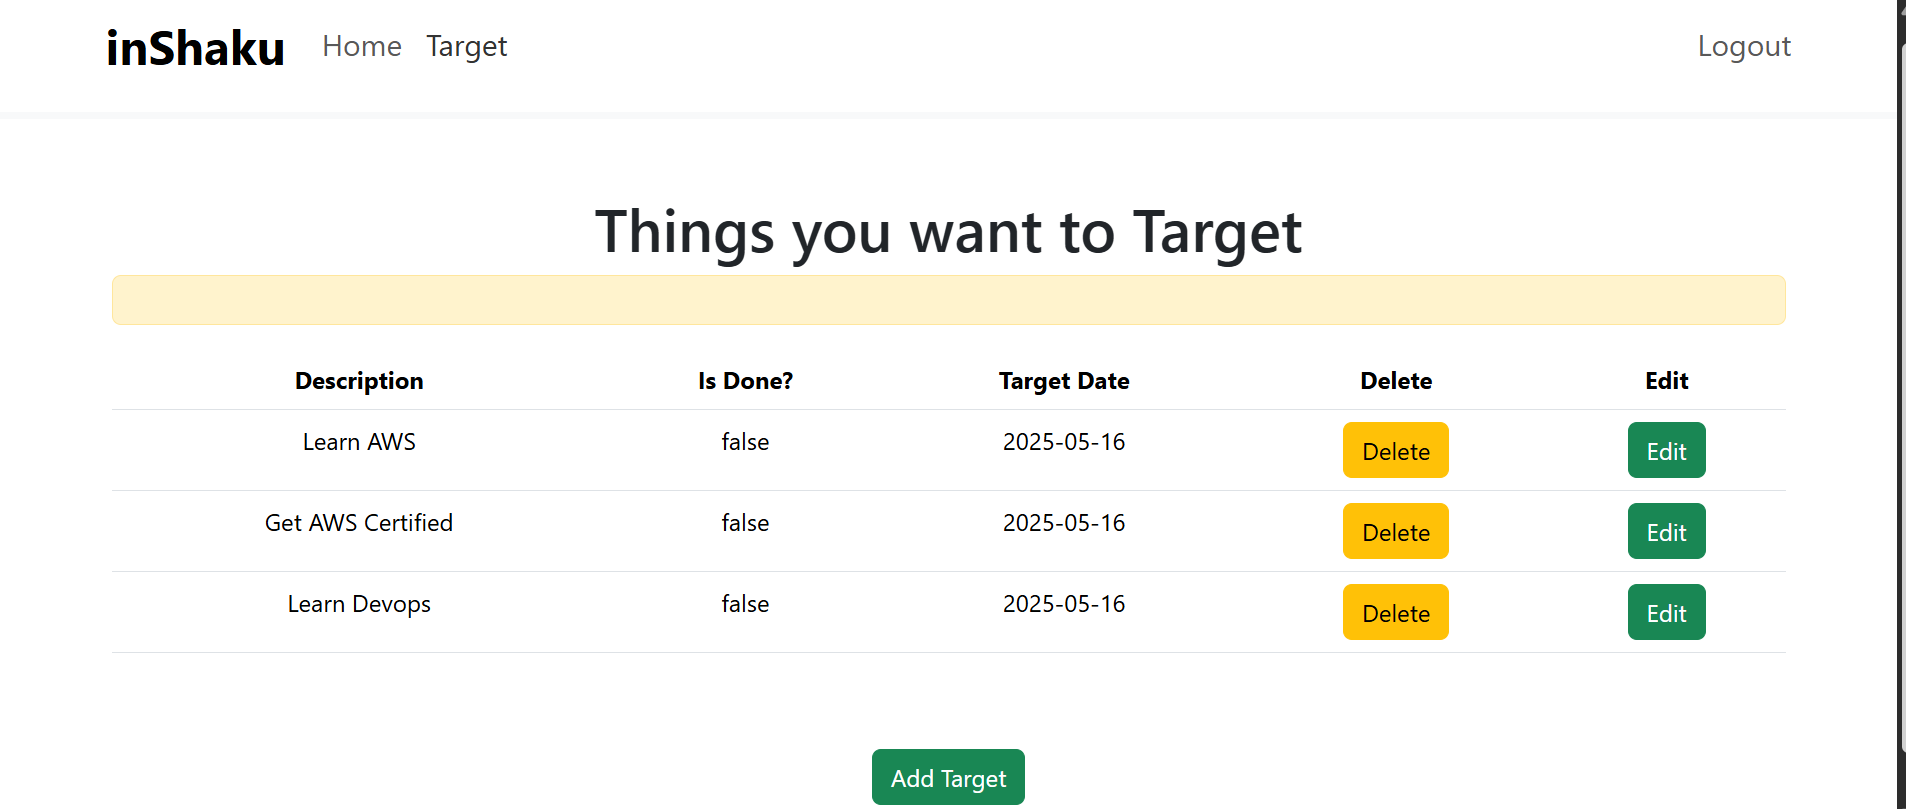 inShaku Home Target Logout
Things you want to Target
Description Is Done? Target Date Delete Edit
Learn AWS false 2025-05-16 Delete Edit
Get AWS Certified false 2025-05-16 Delete Edit
Learn Devops false 2025-05-16 Delete Edit
Add Target